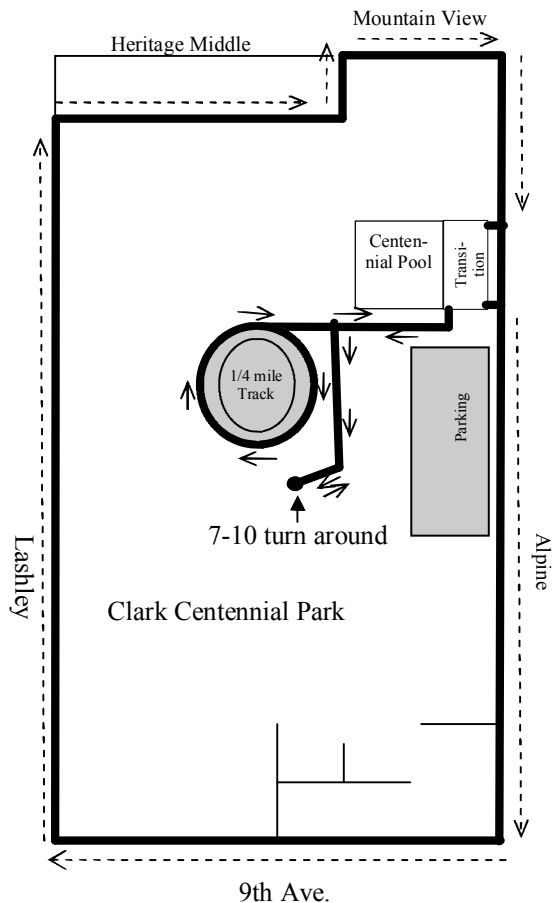 Mountain View
Heritage Middle
Centen-
nial Pool
Transi-
tion
1/4 mile
Track
Parking
7-10 turn around
Lashley
Alpine
Clark Centennial Park
9th Ave.